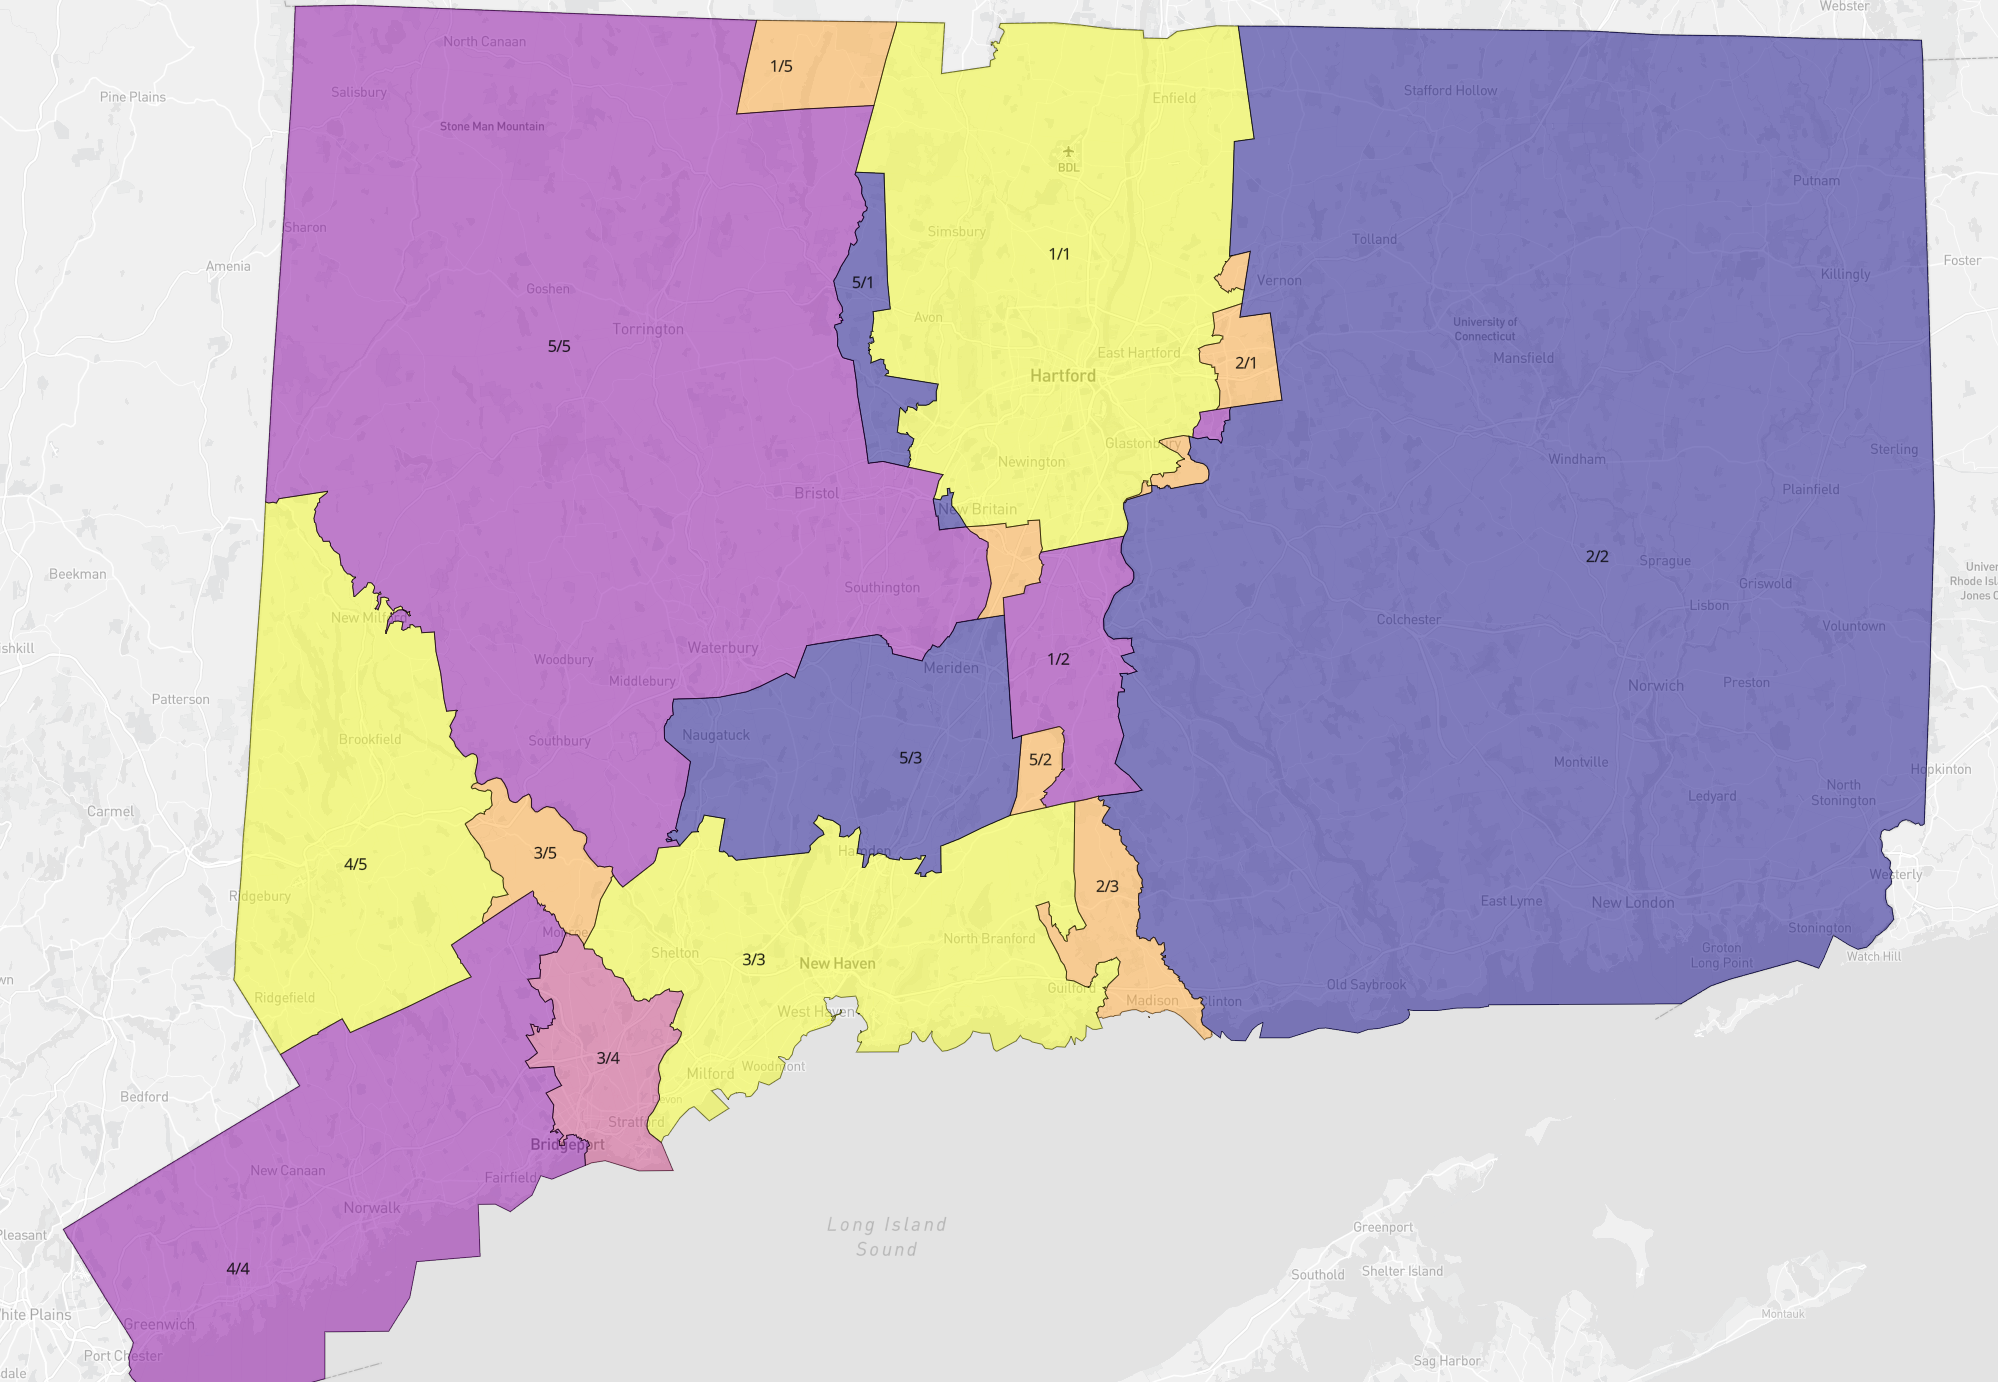 Webster
North Canaan
1/5
Pine Plains
Salisbury
Stafford Hollow
Enfield
Stone Man Mountain
BDL
Putnam
Sharon
Simsbury
Tolland
1/1
Amenia
Foster
Killingly
Goshen
5/1
Vernon
Avon
Torrington
University of
Connecticut
5/5
East Hartford
Mansfield
2/1
Hartford
Glastonbury
Sterling
Newington
Windham
Bristol
Plainfield
New Britain
2/2
Sprague
Beekman
Southington
Griswold
Univer
Rhode Isl
Jones C
Lisbon
New Milford
Colchester
Voluntown
shkill
Woodbury
Waterbury
1/2
Meriden
Middlebury
Norwich
Preston
Patterson
Naugatuck
Brookfield
Southbury
5/3
5/2
Montville
Hopkinton
North
Stonington
Ledyard
Carmel
Hamden
3/5
4/5
2/3
Westerly
Ridgebury
East Lyme
New London
Monroe
Stonington
North Branford
Shelton
3/3
New Haven
Groton
Long Point
Watch Hill
wn
Ridgefield
Guilford
Madison
Clinton
Old Saybrook
West Haven
3/4
Milford
Woodmont
Bedford
Devon
Stratford
Bridgeport
New Canaan
Fairfield
Norwalk
Long Island
Sound
Greenport
Pleasant
4/4
Southold
Shelter Island
hite Plains
Greenwich
Montauk
Port Chester
Sag Harbor
dale